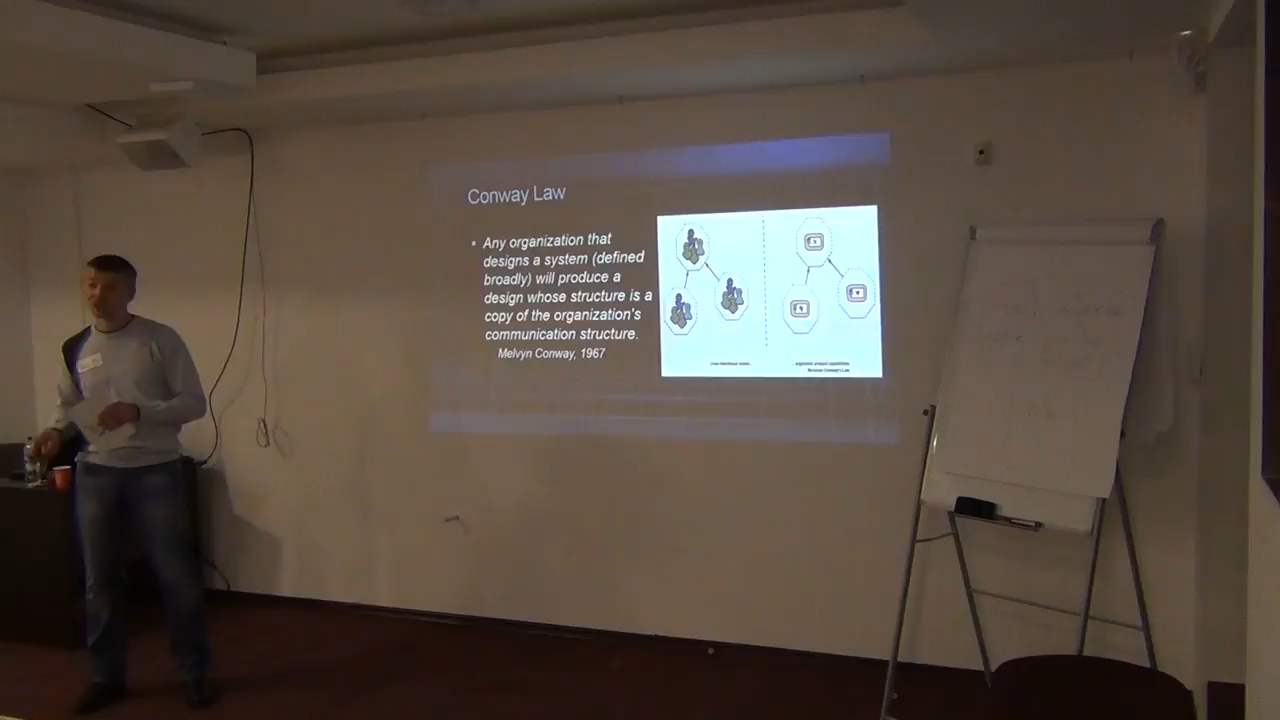 Conway Law
Any organization that
designs a system (defined
broadly) will produce a
design whose structure is a
copy of the organization's
communication structure.
Melvyn Conway, 1967